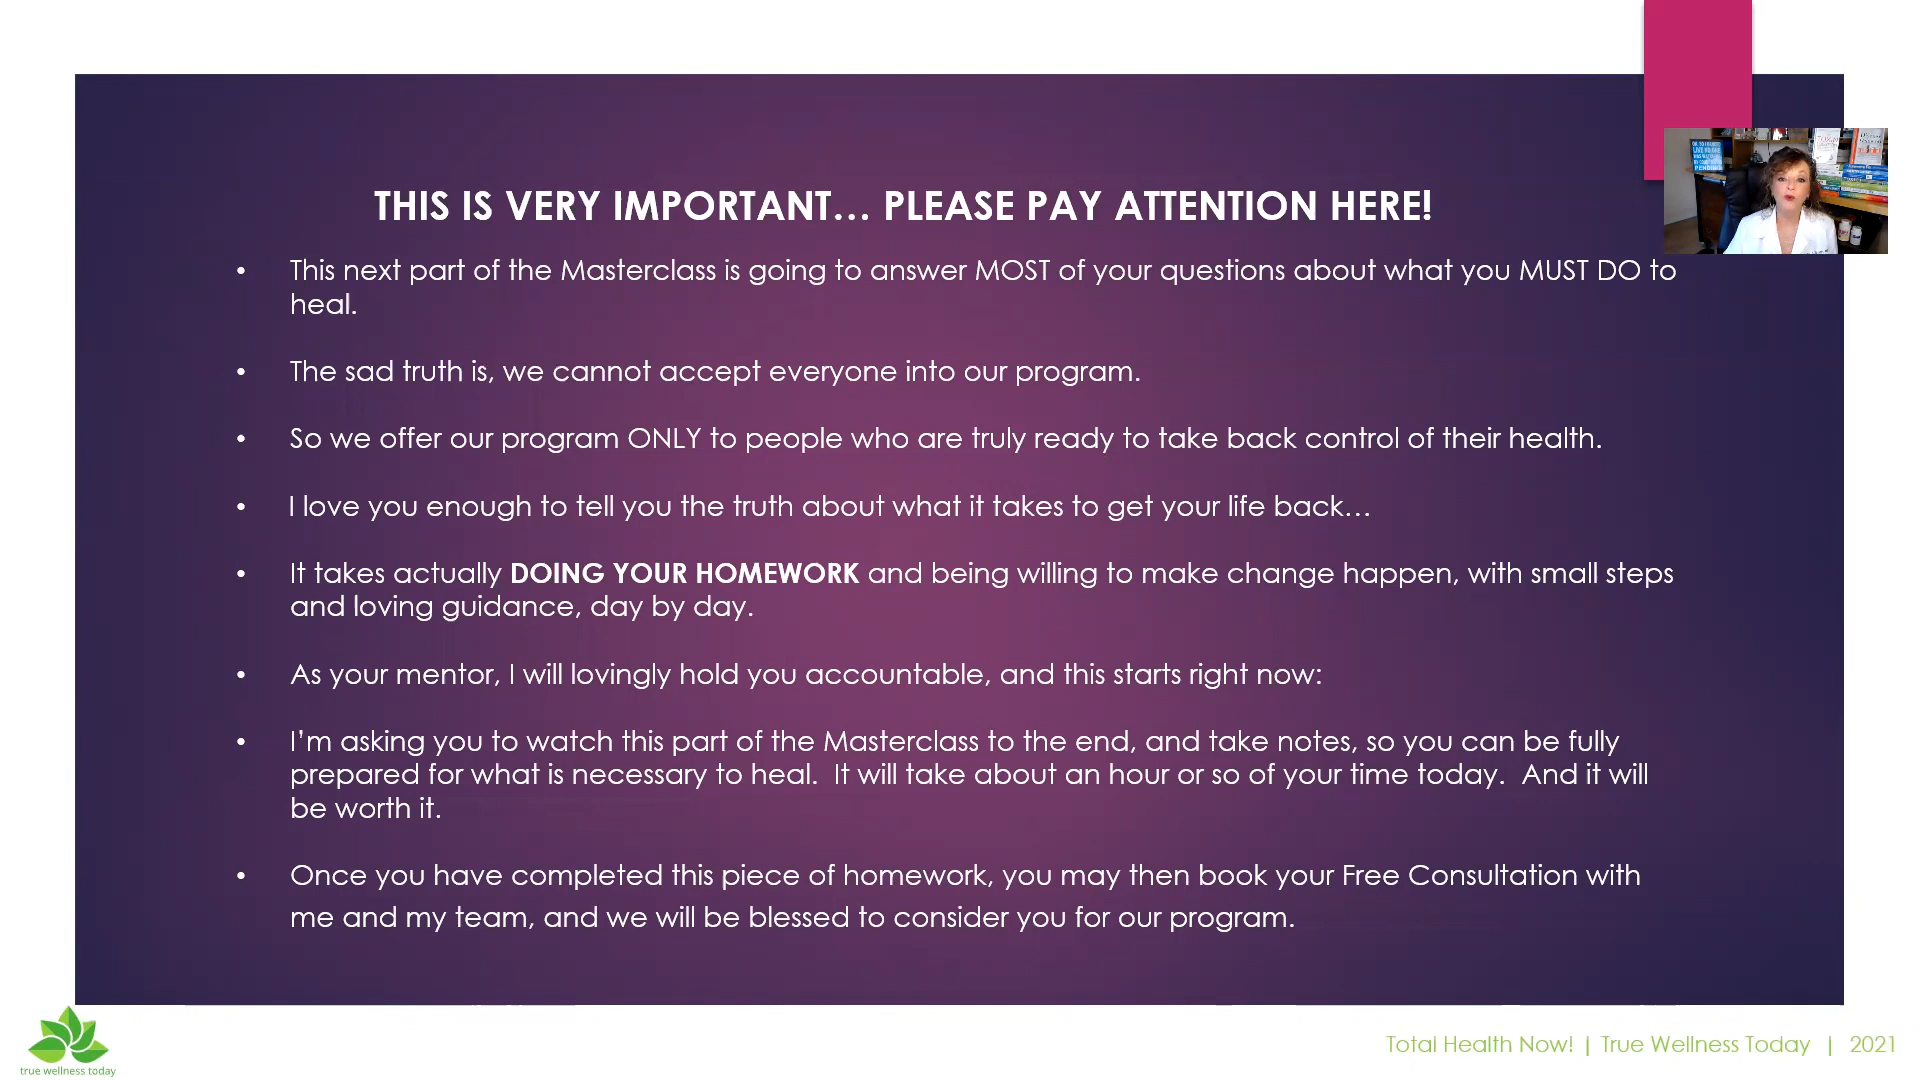 THIS IS VERY IMPORTANT… PLEASE PAY ATTENTION HERE!
• This next part of the Masterclass is going to answer MOST of your questions about what you MUST DO to
heal.
• The sad truth is, we cannot accept everyone into our program.
• So we offer our program ONLY to people who are truly ready to take back control of their health.
• I love you enough to tell you the truth about what it takes to get your life back…
• It takes actually DOING YOUR HOMEWORK and being willing to make change happen, with small steps
and loving guidance, day by day.
• As your mentor, I will lovingly hold you accountable, and this starts right now:
• I’m asking you to watch this part of the Masterclass to the end, and take notes, so you can be fully
prepared for what is necessary to heal.  It will take about an hour or so of your time today.  And it will
be worth it.
• Once you have completed this piece of homework, you may then book your Free Consultation with
me and my team, and we will be blessed to consider you for our program.
true wellness today
Total Health Now! | True Wellness Today | 2021